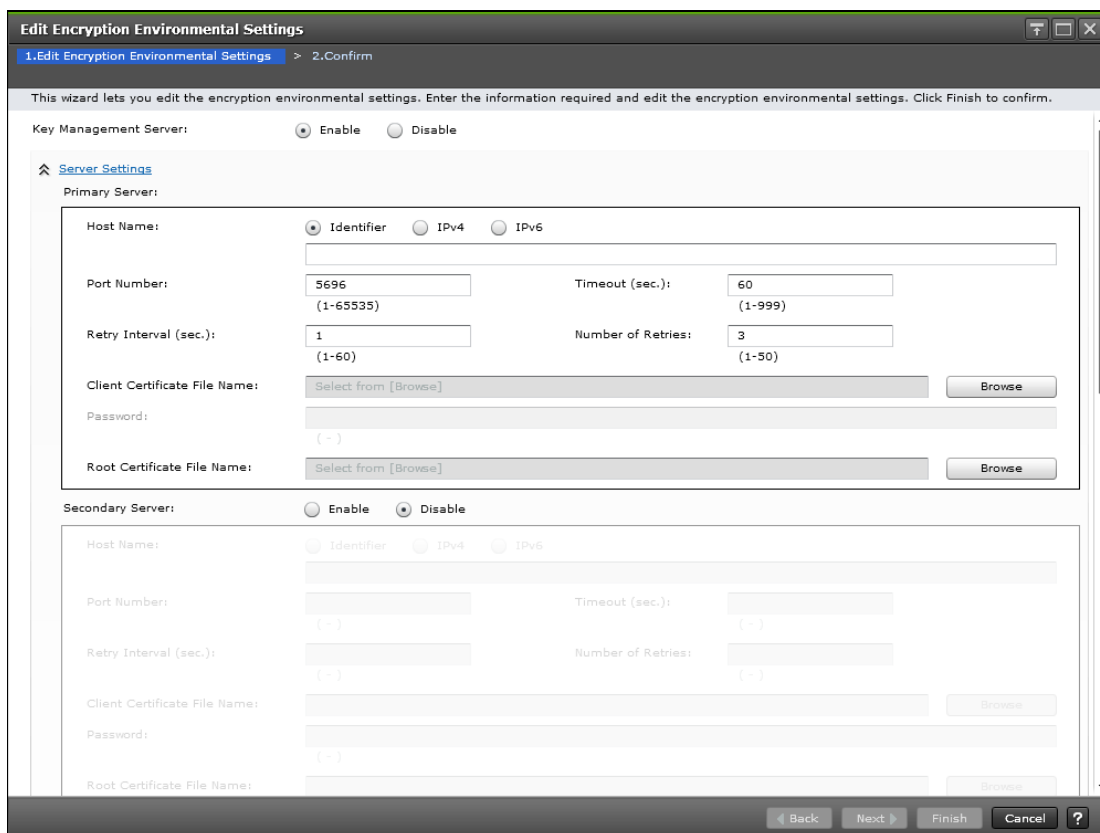 Edit Encryption Environmental Settings
1.Edit Encryption Environmental Settings > 2.Confirm
This wizard lets you edit the encryption environmental settings. Enter the information required and edit the encryption environmental settings. Click Finish to confirm.
Key Management Server: Enable Disable
Server Settings
Primary Server:
Host Name: Identifier IPv4 IPv6
Port Number: 5696 Timeout (sec.): 60
(1-65535) (1-999)
Retry Interval (sec.): 1 Number of Retries: 3
(1-60) (1-50)
Client Certificate File Name: Select from [Browse] Browse
Password:
( - )
Root Certificate File Name: Select from [Browse] Browse
Secondary Server: Enable Disable
Host Name: Identifier IPv4 IPv6
Port Number: Timeout (sec.):
( - ) ( - )
Retry Interval (sec.): Number of Retries:
( - ) ( - )
Client Certificate File Name: Browse
Password:
( - )
Root Certificate File Name: Browse
Back Next Finish Cancel ?